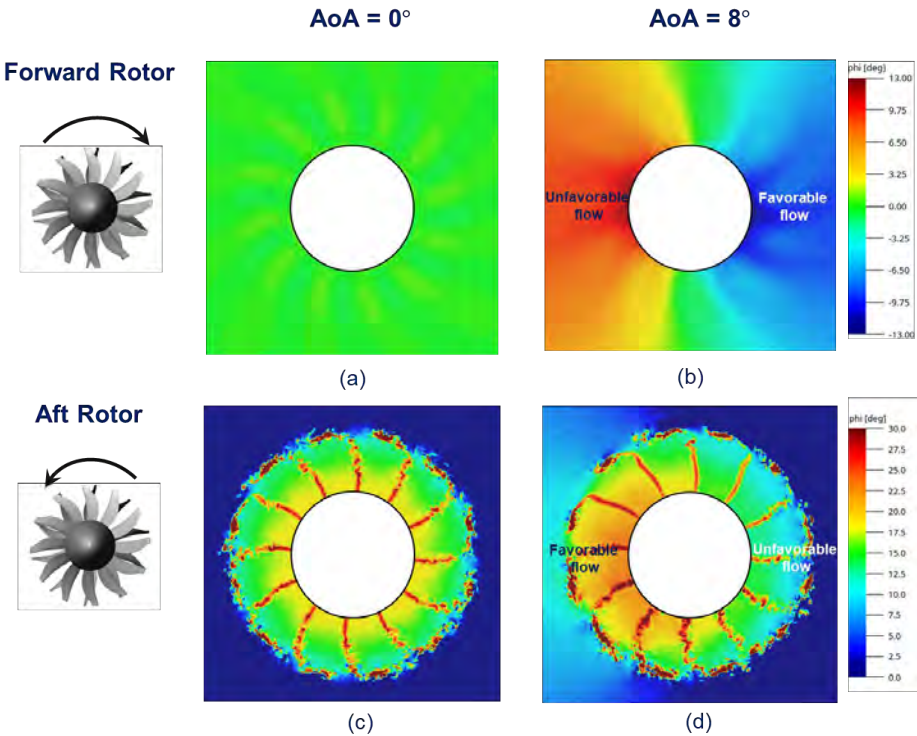 AoA = 0°
AoA = 8°
Forward Rotor
phi [deg]
13.00
9.75
6.50
3.25
0.00
-3.25
-6.50
-9.75
-13.00
Unfavorable
flow
Favorable
flow
(a)
(b)
Aft Rotor
phi [deg]
30.0
27.5
25.0
22.5
20.0
17.5
15.0
12.5
10.0
7.5
5.0
2.5
0.0
Favorable
flow
Unfavorable
flow
(c)
(d)